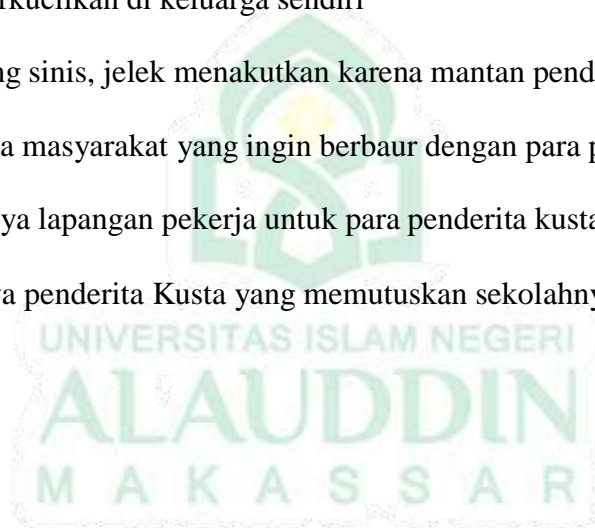 rkucilkan di keluarga sendiri
ng sinis, jelek menakutkan karena mantan pend
a masyarakat yang ingin berbaur dengan para p
ya lapangan pekerja untuk para penderita kusta
a penderita Kusta yang memutuskan sekolahny
UNIVERSITAS ISLAM NEGERI
ALAUDDIN
MAKASSAR